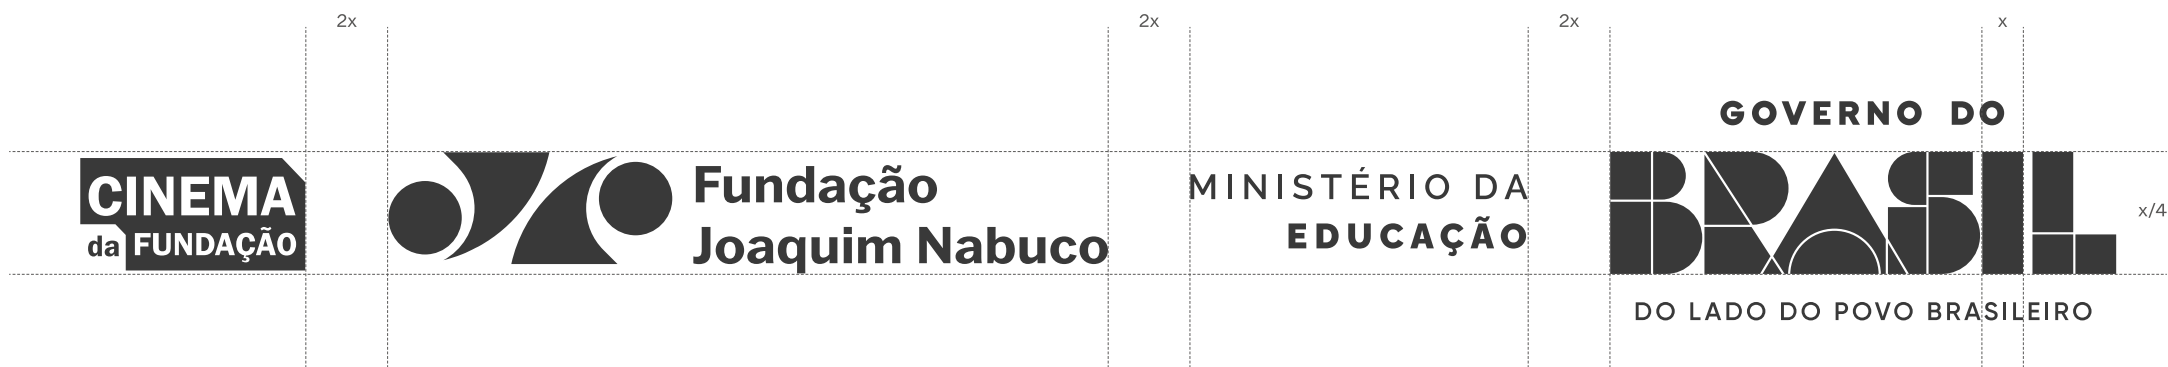 2x
2x
2x
x
CINEMA
da FUNDAÇÃO
Fundação
Joaquim Nabuco
MINISTÉRIO DA
EDUCAÇÃO
GOVERNO DO
BRASIL
DO LADO DO POVO BRASILEIRO
x/4